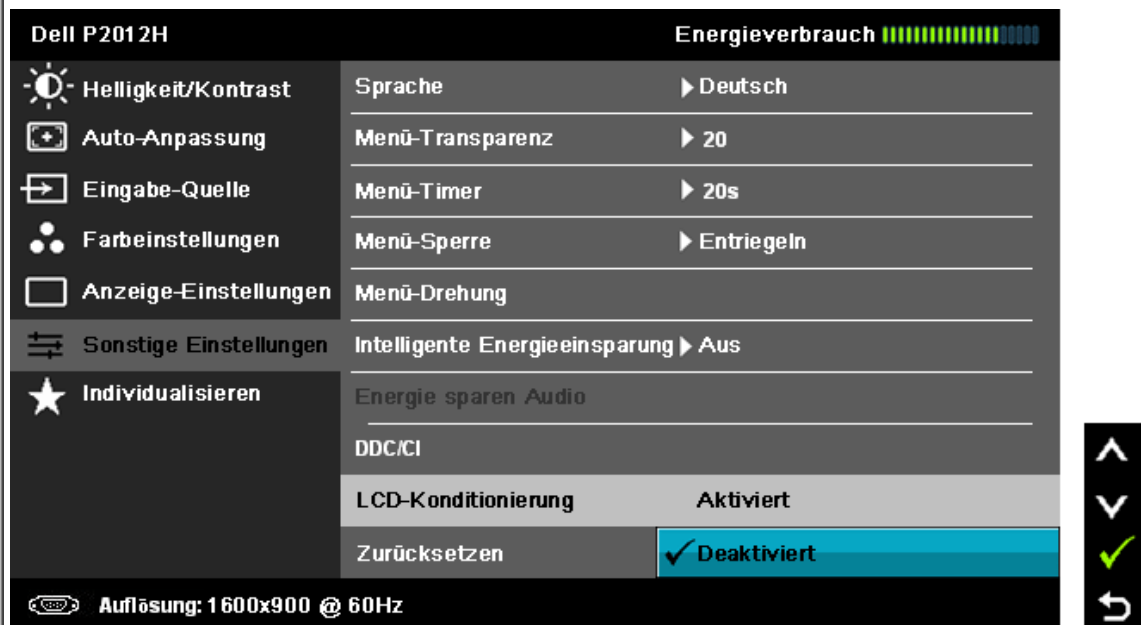 Dell P2012H Energieverbrauch
Helligkeit/Kontrast
Auto-Anpassung
Eingabe-Quelle
Farbeinstellungen
Anzeige-Einstellungen
Sonstige Einstellungen
Individualisieren
Sprache Deutsch
Menü-Transparenz 20
Menü-Timer 20s
Menü-Sperre Entriegeln
Menü-Drehung
Intelligente Energieeinsparung Aus
Energie sparen Audio
DDC/CI
LCD-Konditionierung Aktiviert
Zurücksetzen Deaktiviert
Auflösung: 1600x900 @ 60Hz